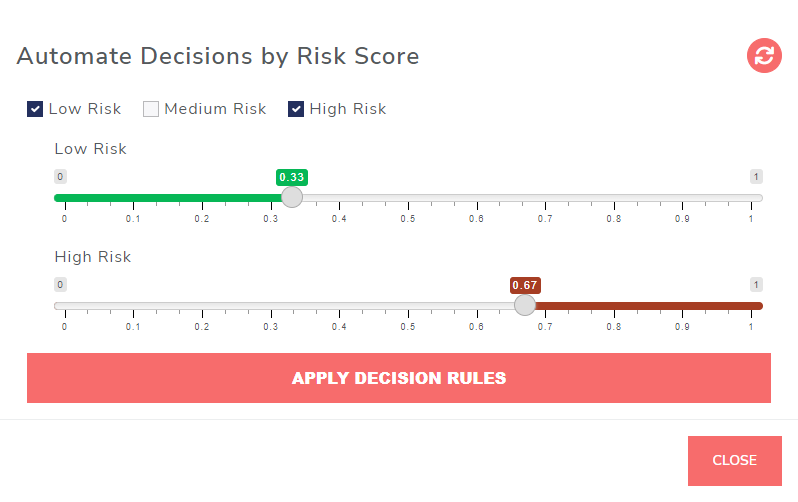 Automate Decisions by Risk Score
Low Risk Medium Risk High Risk
Low Risk
0 0.33 1
0 0.1 0.2 0.3 0.4 0.5 0.6 0.7 0.8 0.9 1
High Risk
0 0.67 1
0 0.1 0.2 0.3 0.4 0.5 0.6 0.7 0.8 0.9 1
APPLY DECISION RULES
CLOSE